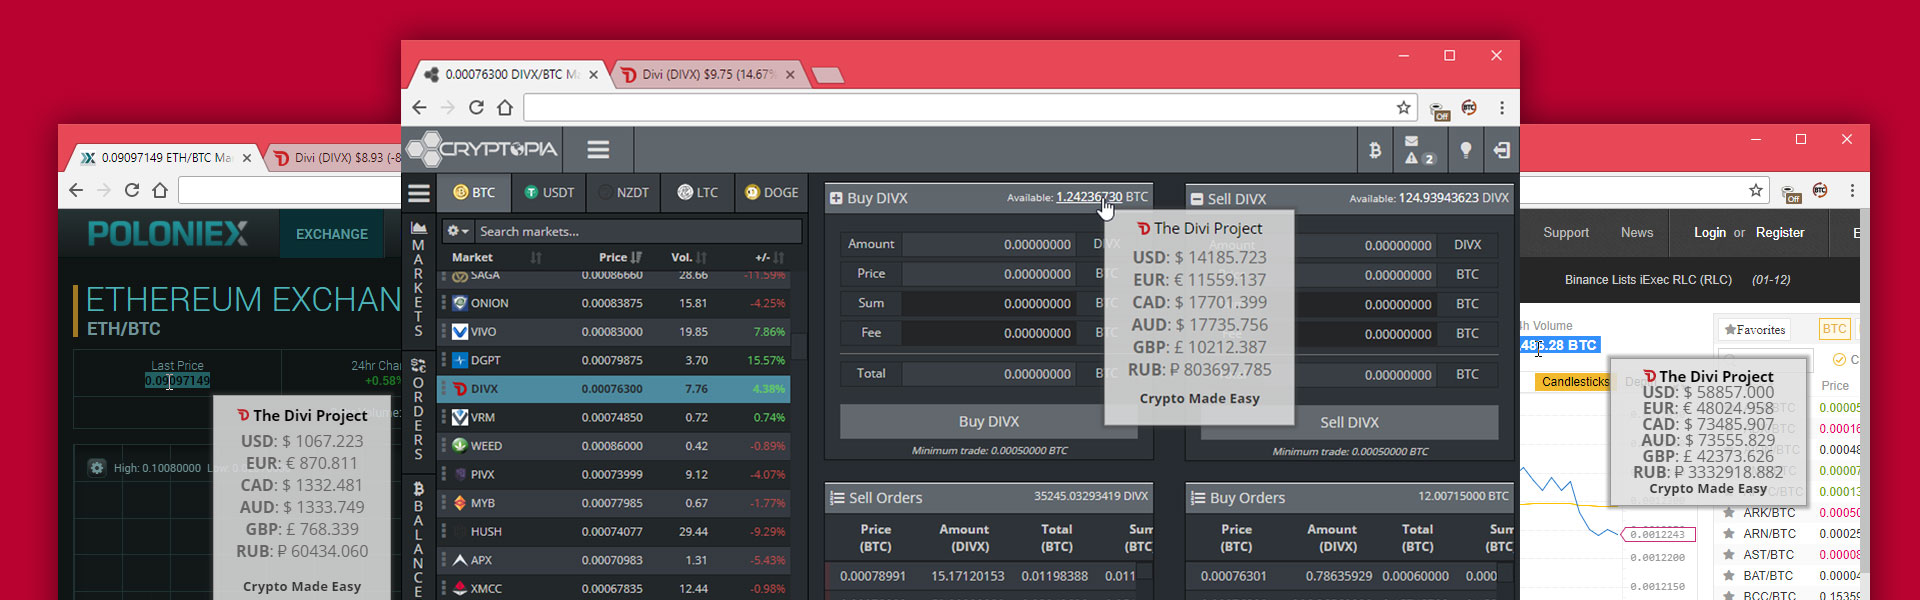 0.09097149 ETH/BTC Ma
Divi (DIVX) $8.93 (-8
POLONIEX
EXCHANGE
ETHEREUM EXCHAN
ETH/BTC
Last Price
0.09097149
24hr Cha
+0.58%
High: 0.10080000 Low:
The Divi Project
USD: $ 1067.223
EUR: € 870.811
CAD: $ 1332.481
AUD: $ 1333.749
GBP: £ 768.339
RUB: ₽ 60434.060
Crypto Made Easy
0.00076300 DIVX/BTC Ma
Divi (DIVX) $9.75 (14.67%
Off
BTC
CRYPTOPIA
2
BTC
USDT
NZDT
LTC
DOGE
MARKETS
ORDERS
BALANCE
Search markets...
Market Price Vol. +/-
SAGA 0.00086660 28.66 -11.59%
ONION 0.00083875 15.81 -4.25%
VIVO 0.00083000 19.85 7.86%
DGPT 0.00079875 3.70 15.57%
DIVX 0.00076300 7.76 4.38%
VRM 0.00074850 0.72 0.74%
WEED 0.00086000 0.42 -0.89%
PIVX 0.00073999 9.12 -4.07%
MYB 0.00077985 0.67 -1.77%
HUSH 0.00074077 29.44 -9.29%
APX 0.00070983 1.31 -5.43%
XMCC 0.00067835 12.44 -0.98%
Buy DIVX
Available: 1.24236730 BTC
Amount 0.00000000 DIVX
Price 0.00000000 BTC
Sum 0.00000000 BTC
Fee 0.00000000 BTC
Total 0.00000000 BTC
Buy DIVX
Minimum trade: 0.00050000 BTC
Sell DIVX
Available: 124.93943623 DIVX
Amount 0.00000000 DIVX
0.00000000 BTC
0.00000000 BTC
0.00000000 BTC
0.00000000 BTC
Sell DIVX
Minimum trade: 0.00050000 BTC
The Divi Project
USD: $ 14185.723
EUR: € 11559.137
CAD: $ 17701.399
AUD: $ 17735.756
GBP: £ 10212.387
RUB: ₽ 803697.785
Crypto Made Easy
Sell Orders
35245.03293419 DIVX
Price Amount Total Sum
(BTC) (DIVX) (BTC) (BTC
0.00078991 15.17120153 0.01198388 0.011
Buy Orders
12.00715000 BTC
Price Amount Total Sum
(BTC) (DIVX) (BTC) (BTC
0.00076301 0.78635929 0.00060000 0.000
Off
BTC
Support
News
Login or Register
E
Binance Lists iExec RLC (RLC) (01-12)
h Volume
486.28 BTC
Favorites
BTC
C
Candlesticks
Price
The Divi Project
USD: $ 58857.000
EUR: € 48024.958
CAD: $ 73485.907
AUD: $ 73555.829
GBP: £ 42373.626
RUB: ₽ 3332918.882
Crypto Made Easy
0.0005
0.00016
0.00048
0.00007
0.00013
ARK/BTC 0.00050
ARN/BTC 0.00025
AST/BTC 0.00008
BAT/BTC 0.00004
BCC/BTC 0.15359
0.0012243
0.0012200
0.0012150